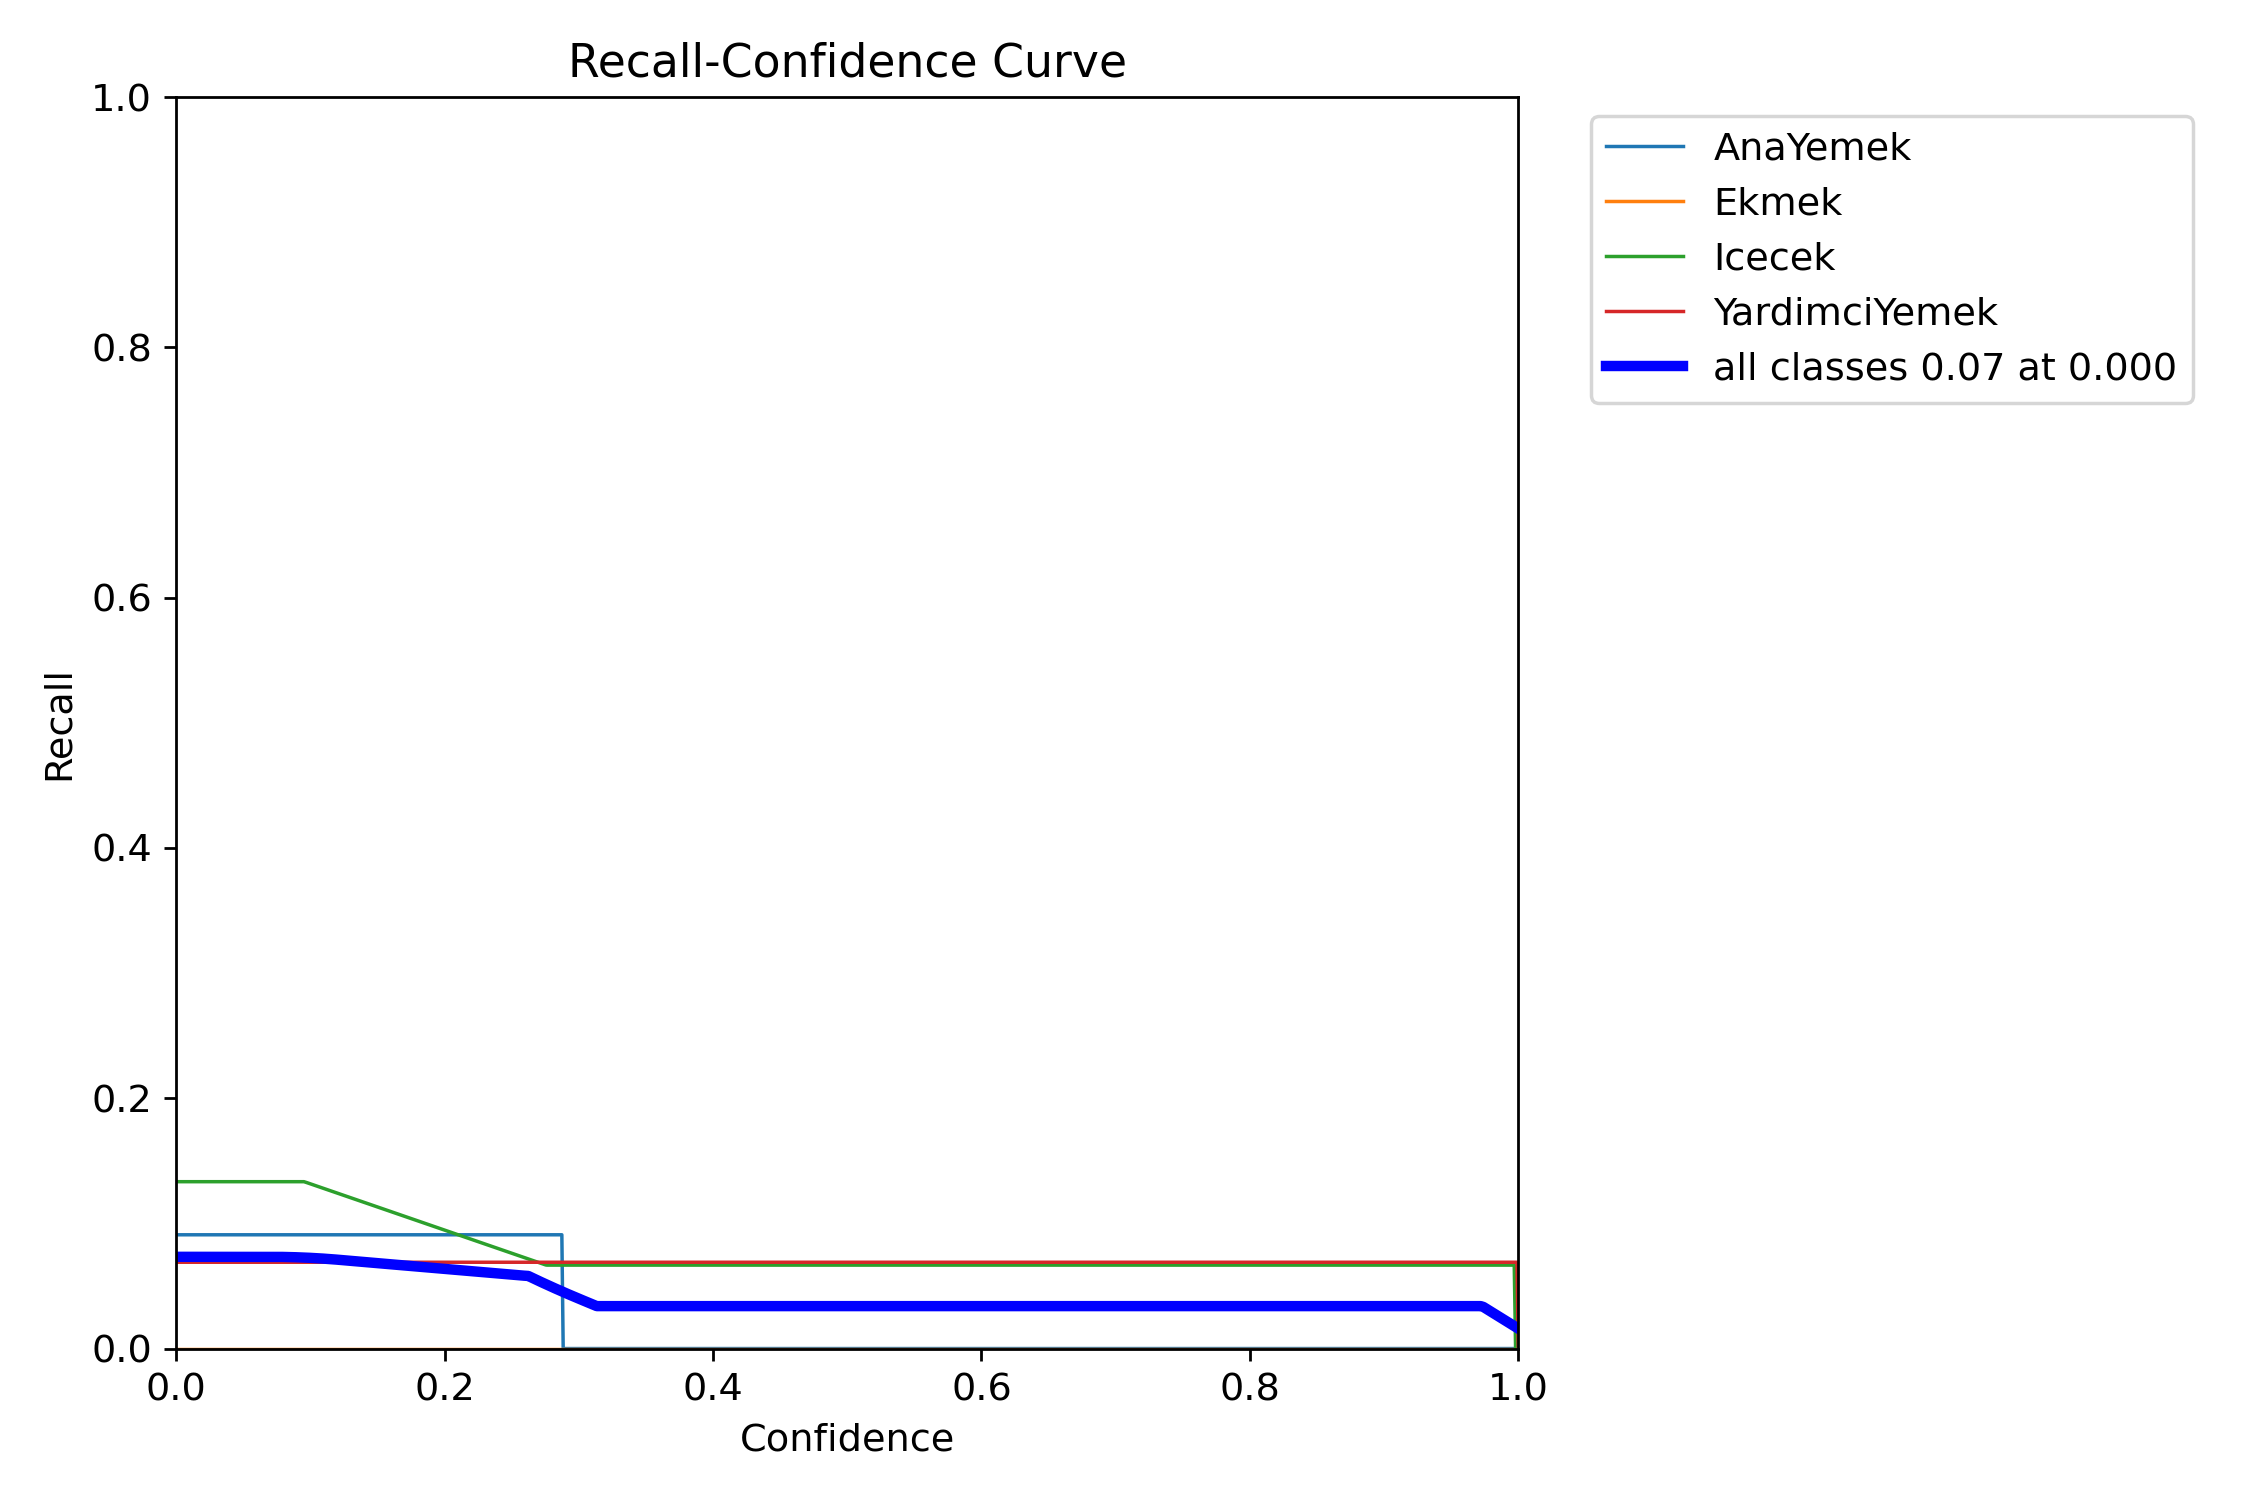 Recall-Confidence Curve
1.0
0.8
0.6
0.4
0.2
0.0
Recall
0.0 0.2 0.4 0.6 0.8 1.0
Confidence
AnaYemek
Ekmek
Icecek
YardimciYemek
all classes 0.07 at 0.000